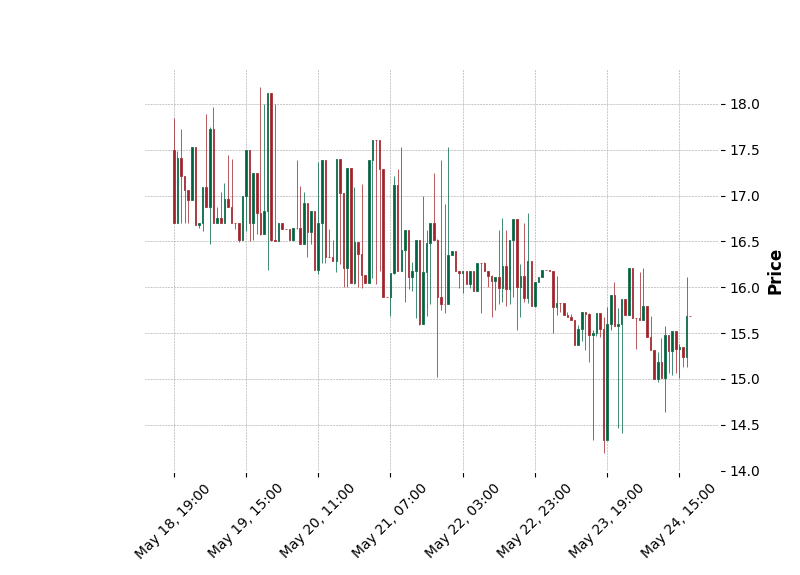 18.0
17.5
17.0
16.5
16.0
15.5
15.0
14.5
14.0
Price
May 18, 19:00
May 19, 15:00
May 20, 11:00
May 21, 07:00
May 22, 03:00
May 22, 23:00
May 23, 19:00
May 24, 15:00